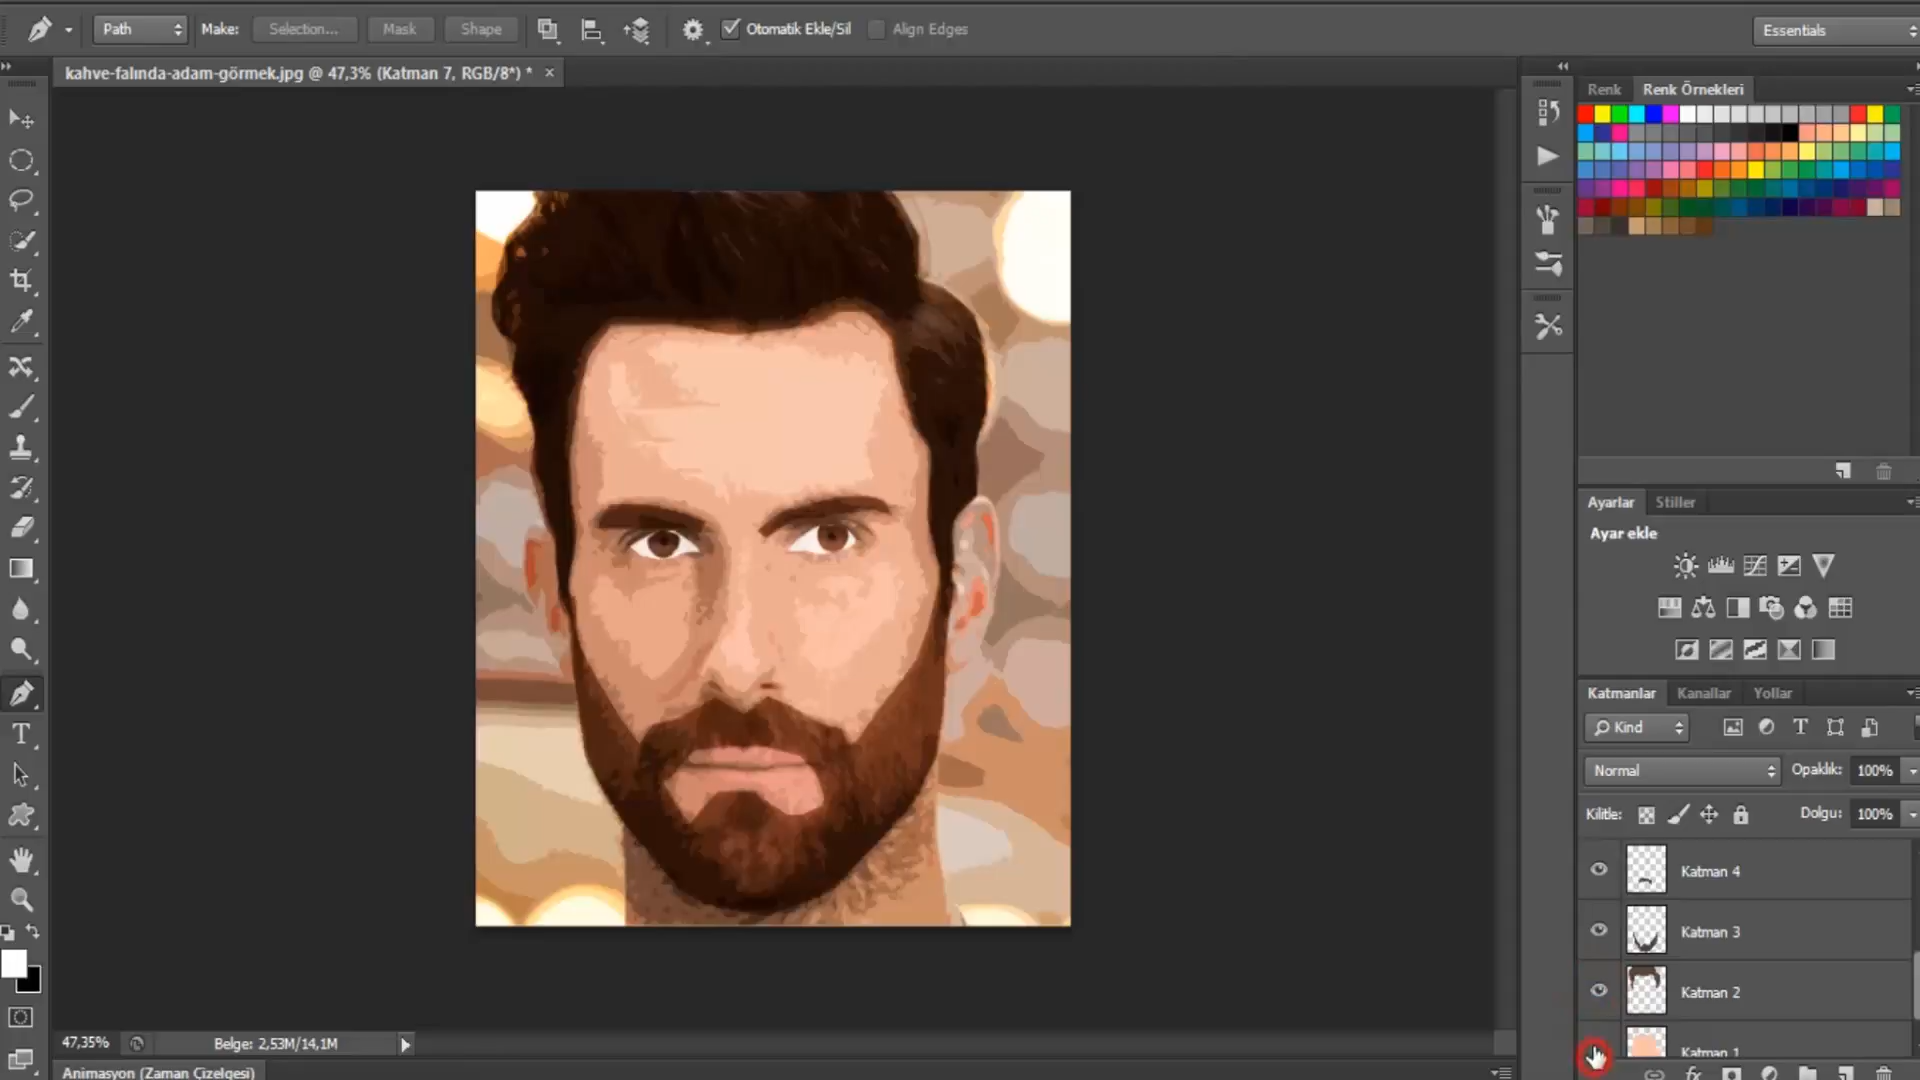 Path Make: Selection... Mask Shape Otomatik Ekle/Sil Align Edges Essentials
kahve-falında-adam-görmek.jpg @ 47,3% (Katman 7, RGB/8*) * ×
Renk Renk Örnekleri
Ayarlar Stiller
Ayar ekle
Katmanlar Kanallar Yollar
Kind
Normal Opaklık: 100%
Kilitle: Dolgu: 100%
Katman 4
Katman 3
Katman 2
Katman 1
47,35% Belge: 2,53M/14,1M
Animasyon (Zaman Çizelgesi)